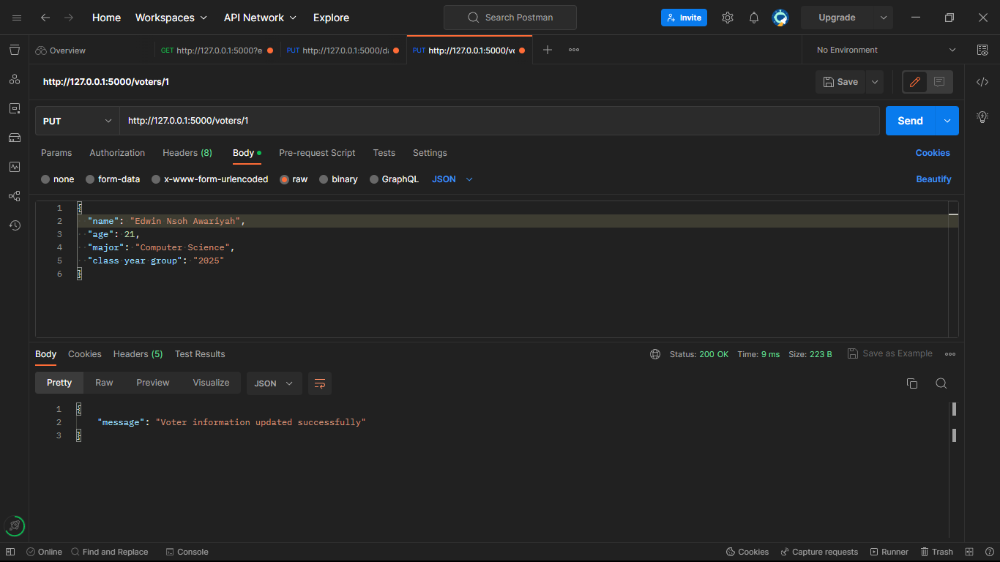 Home Workspaces API Network Explore Search Postman Invite Upgrade
Overview GET http://127.0.0.1:5000?e PUT http://127.0.0.1:5000/d PUT http://127.0.0.1:5000/v No Environment
http://127.0.0.1:5000/voters/1 Save
PUT http://127.0.0.1:5000/voters/1 Send
Params Authorization Headers (8) Body Pre-request Script Tests Settings Cookies
none form-data x-www-form-urlencoded raw binary GraphQL JSON Beautify
1 {
2 "name": "Edwin Nsoh Awariyah",
3 "age": 21,
4 "major": "Computer Science",
5 "class year group": "2025"
6 }
Body Cookies Headers (5) Test Results Status: 200 OK Time: 9 ms Size: 223 B Save as Example
Pretty Raw Preview Visualize JSON
1 {
2 "message": "Voter information updated successfully"
3 }
Online Find and Replace Console Cookies Capture requests Runner Trash